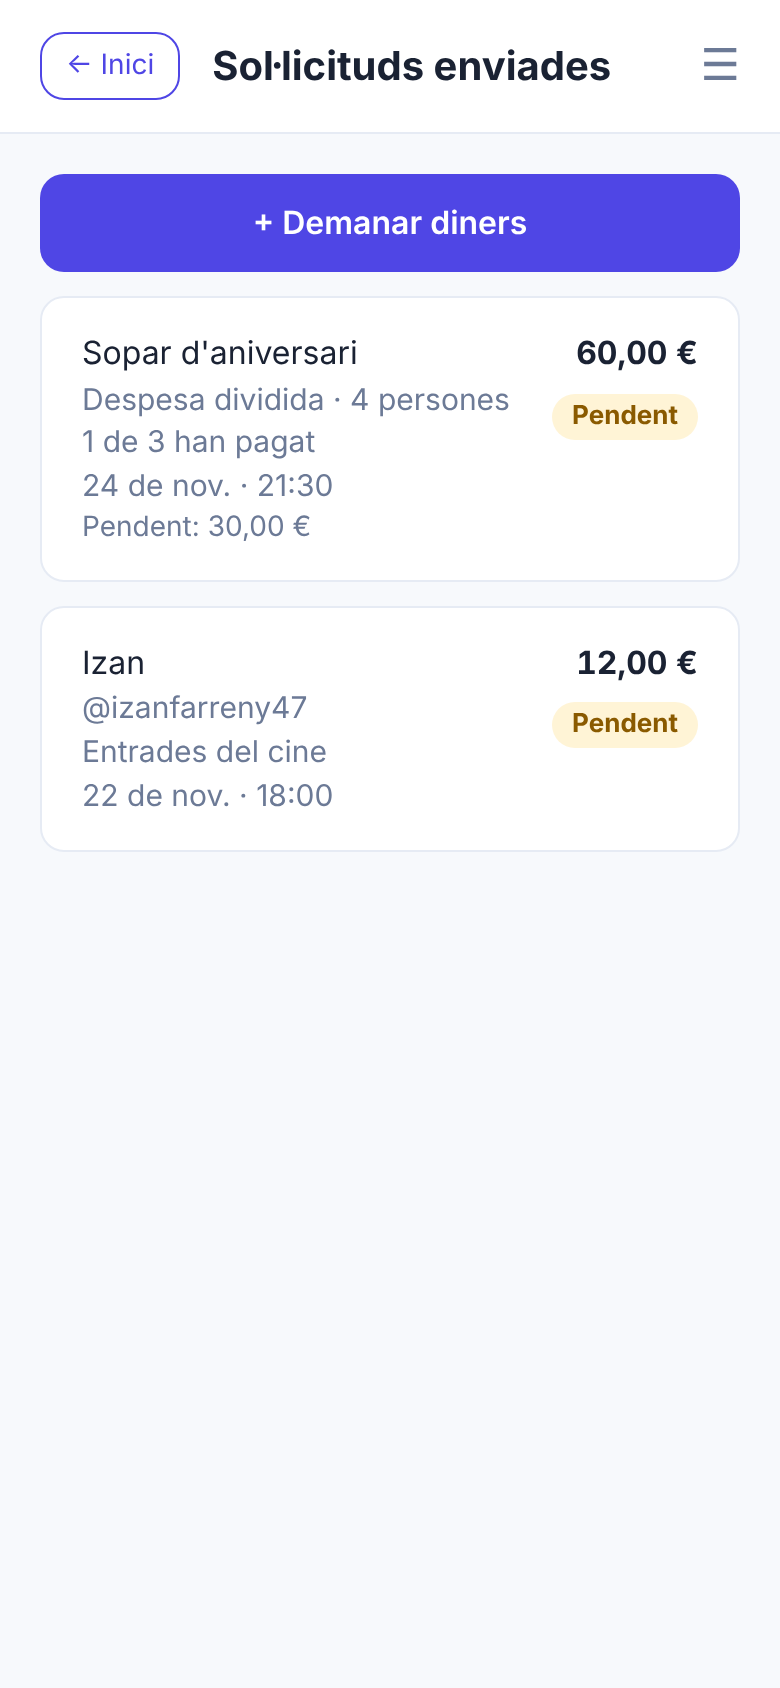 ← Inici
Sol·licituds enviades
+ Demanar diners
Sopar d'aniversari
60,00 €
Despesa dividida · 4 persones
Pendent
1 de 3 han pagat
24 de nov. · 21:30
Pendent: 30,00 €
Izan
12,00 €
@izanfarreny47
Pendent
Entrades del cine
22 de nov. · 18:00